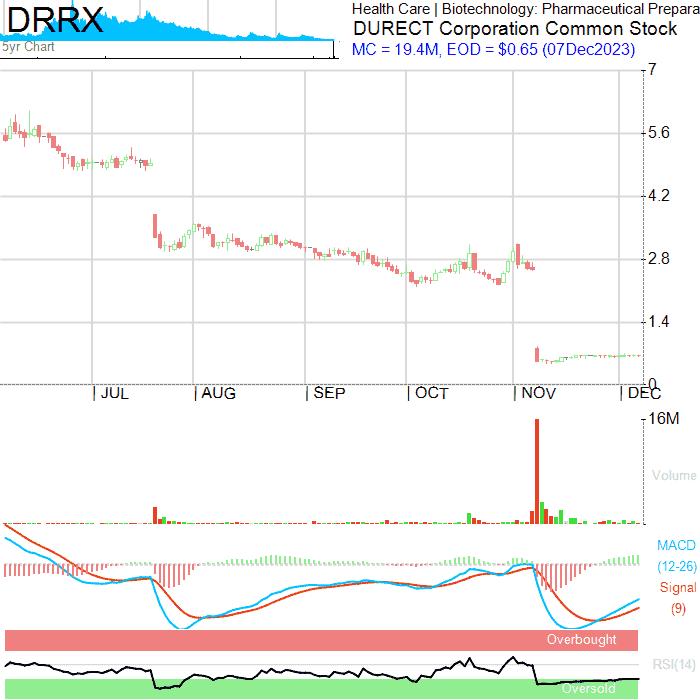 DRRX
5yr Chart
Health Care | Biotechnology: Pharmaceutical Prepara
DURECT Corporation Common Stock
MC = 19.4M, EOD = $0.65 (07Dec2023)
7
5.6
4.2
2.8
1.4
0
JUL AUG SEP OCT NOV DEC
16M
Volume
MACD
(12-26)
Signal
(9)
Overbought
RSI(14)
Oversold